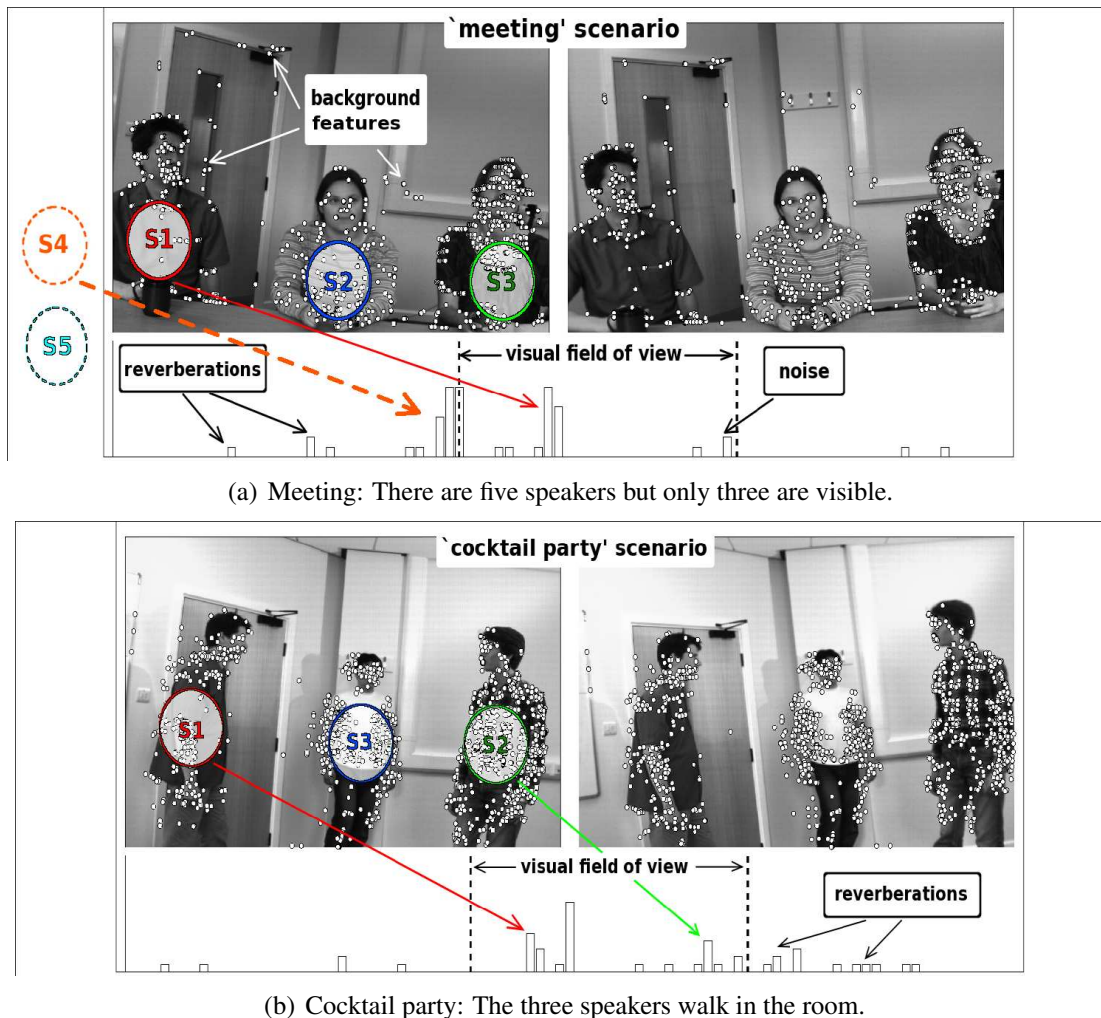 `meeting' scenario
background
features
S1
S2
S3
S4
S5
visual field of view
reverberations
noise
(a) Meeting: There are five speakers but only three are visible.
`cocktail party' scenario
S1
S3
S2
visual field of view
reverberations
(b) Cocktail party: The three speakers walk in the room.